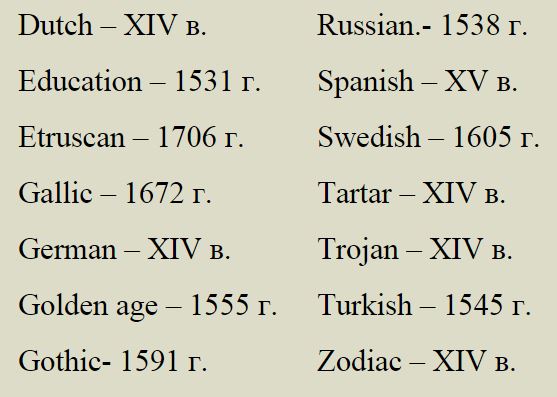 Dutch – XIV в.
Education – 1531 г.
Etruscan – 1706 г.
Gallic – 1672 г.
German – XIV в.
Golden age – 1555 г.
Gothic- 1591 г.
Russian.- 1538 г.
Spanish – XV в.
Swedish – 1605 г.
Tartar – XIV в.
Trojan – XIV в.
Turkish – 1545 г.
Zodiac – XIV в.